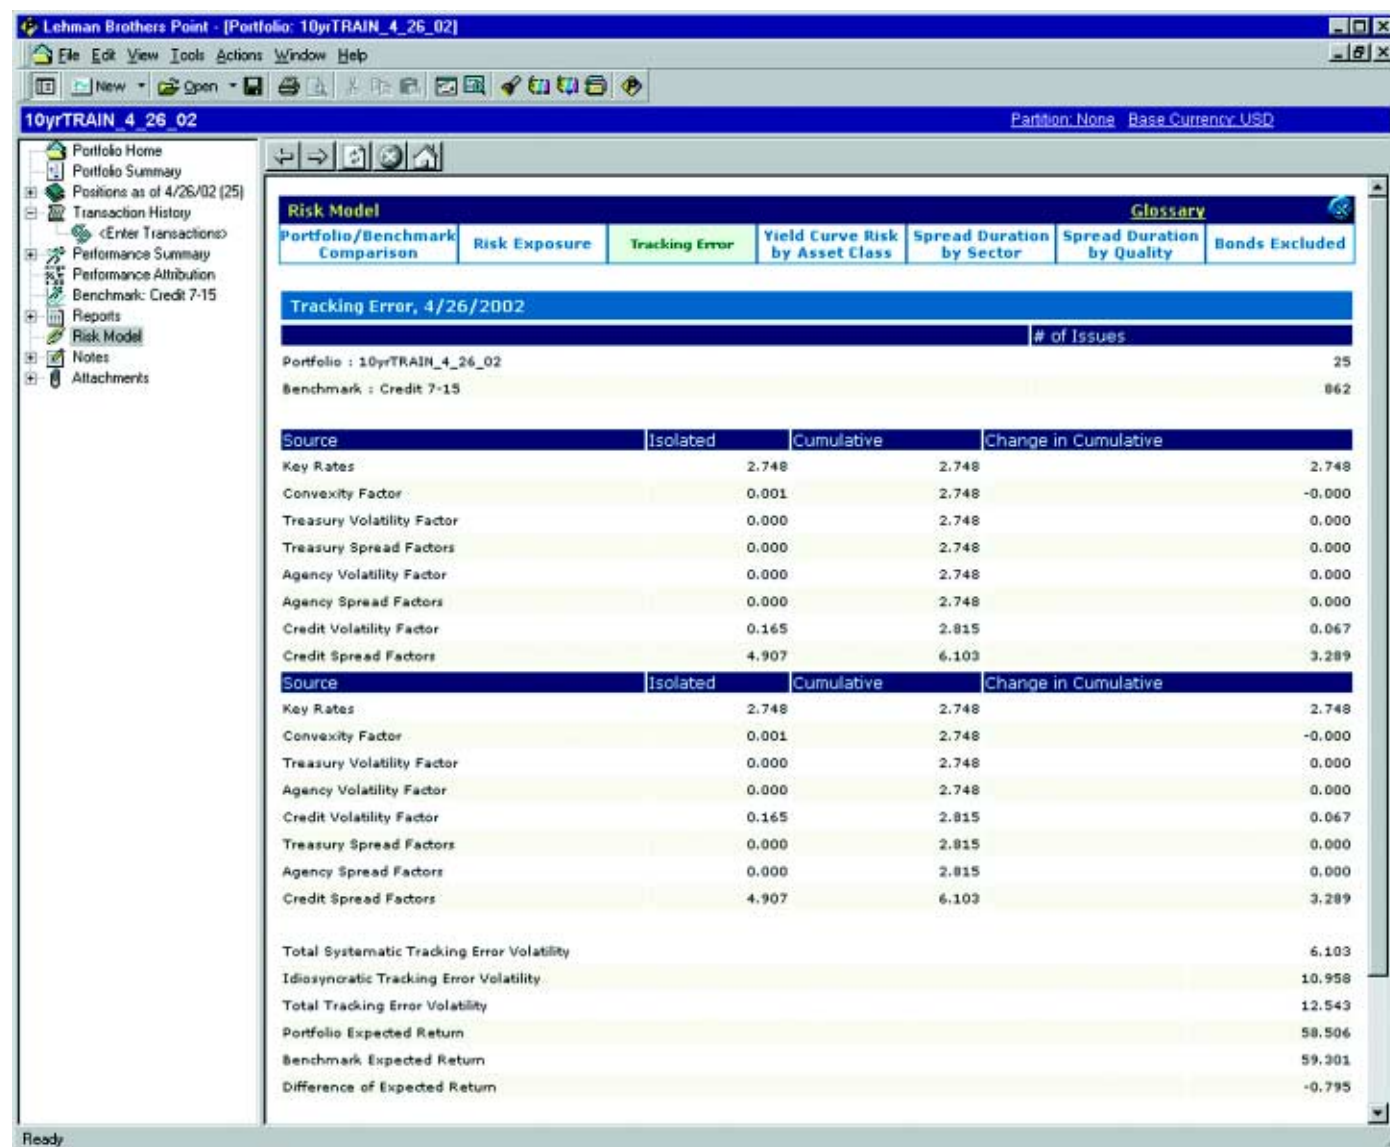 Lehman Brothers Point - [Portfolio: 10yrTRAIN_4_26_02]
File Edit View Tools Actions Window Help
New Open
10yrTRAIN_4_26_02 Partition: None Base Currency: USD
Portfolio Home
Portfolio Summary
Positions as of 4/26/02 (25)
Transaction History
<Enter Transactions>
Performance Summary
Performance Attribution
Benchmark: Credit 7-15
Reports
Risk Model
Notes
Attachments
Risk Model Glossary
Portfolio/Benchmark Comparison Risk Exposure Tracking Error Yield Curve Risk by Asset Class Spread Duration by Sector Spread Duration by Quality Bonds Excluded
Tracking Error, 4/26/2002
# of Issues
Portfolio : 10yrTRAIN_4_26_02 25
Benchmark : Credit 7-15 862
Source Isolated Cumulative Change in Cumulative
Key Rates 2.748 2.748 2.748
Convexity Factor 0.001 2.748 -0.000
Treasury Volatility Factor 0.000 2.748 0.000
Treasury Spread Factors 0.000 2.748 0.000
Agency Volatility Factor 0.000 2.748 0.000
Agency Spread Factors 0.000 2.748 0.000
Credit Volatility Factor 0.165 2.815 0.067
Credit Spread Factors 4.907 6.103 3.289
Source Isolated Cumulative Change in Cumulative
Key Rates 2.748 2.748 2.748
Convexity Factor 0.001 2.748 -0.000
Treasury Volatility Factor 0.000 2.748 0.000
Agency Volatility Factor 0.000 2.748 0.000
Credit Volatility Factor 0.165 2.815 0.067
Treasury Spread Factors 0.000 2.815 0.000
Agency Spread Factors 0.000 2.815 0.000
Credit Spread Factors 4.907 6.103 3.289
Total Systematic Tracking Error Volatility 6.103
Idiosyncratic Tracking Error Volatility 10.958
Total Tracking Error Volatility 12.543
Portfolio Expected Return 58.506
Benchmark Expected Return 59.301
Difference of Expected Return -0.795
Ready